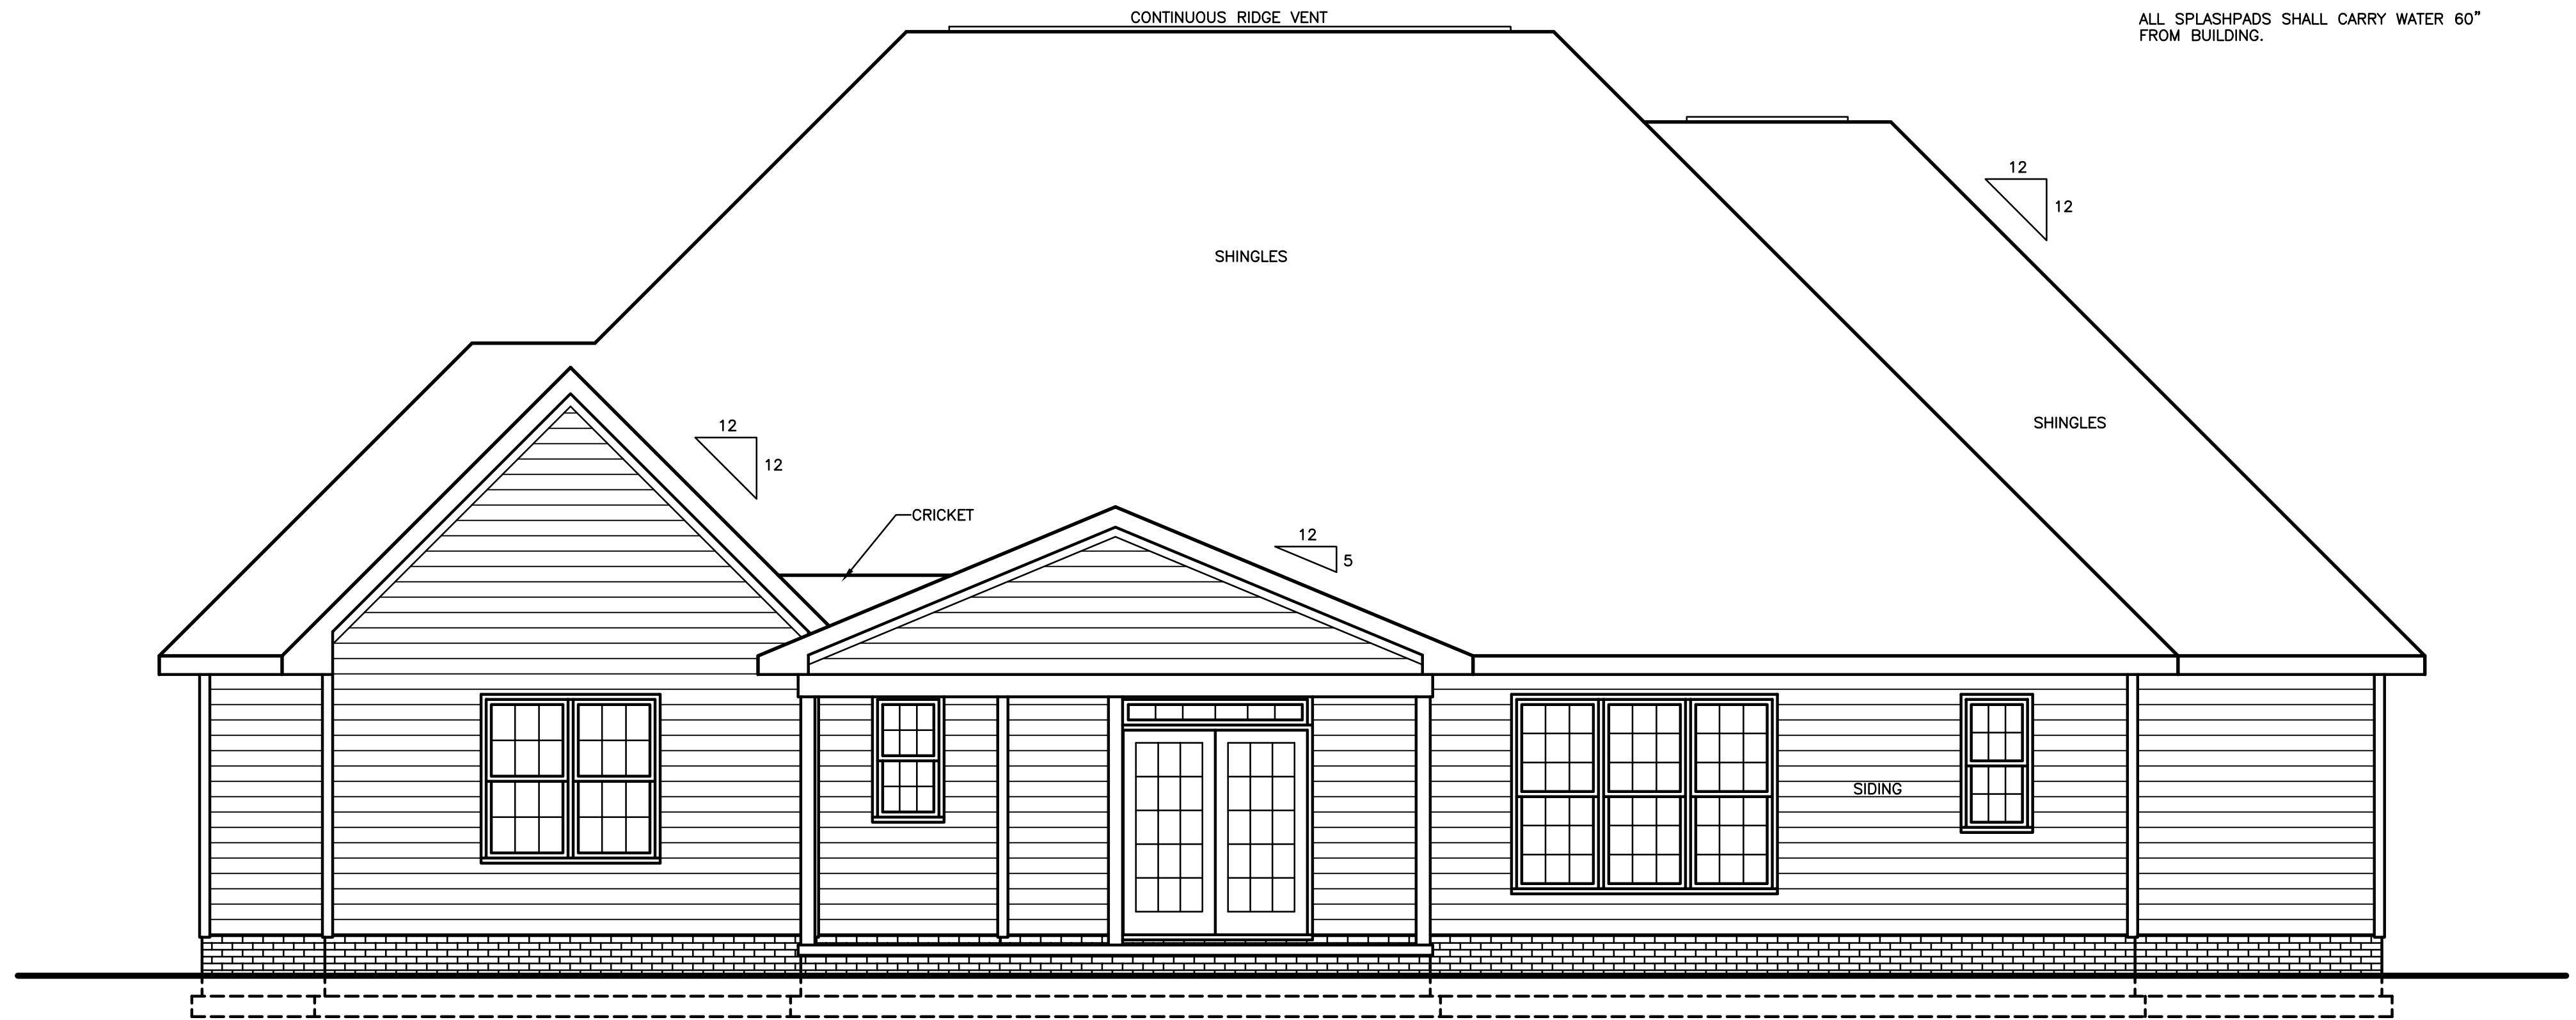 CONTINUOUS RIDGE VENT
ALL SPLASHPADS SHALL CARRY WATER 60"
FROM BUILDING.
12
12
SHINGLES
SHINGLES
12
12
CRICKET
12
5
SIDING